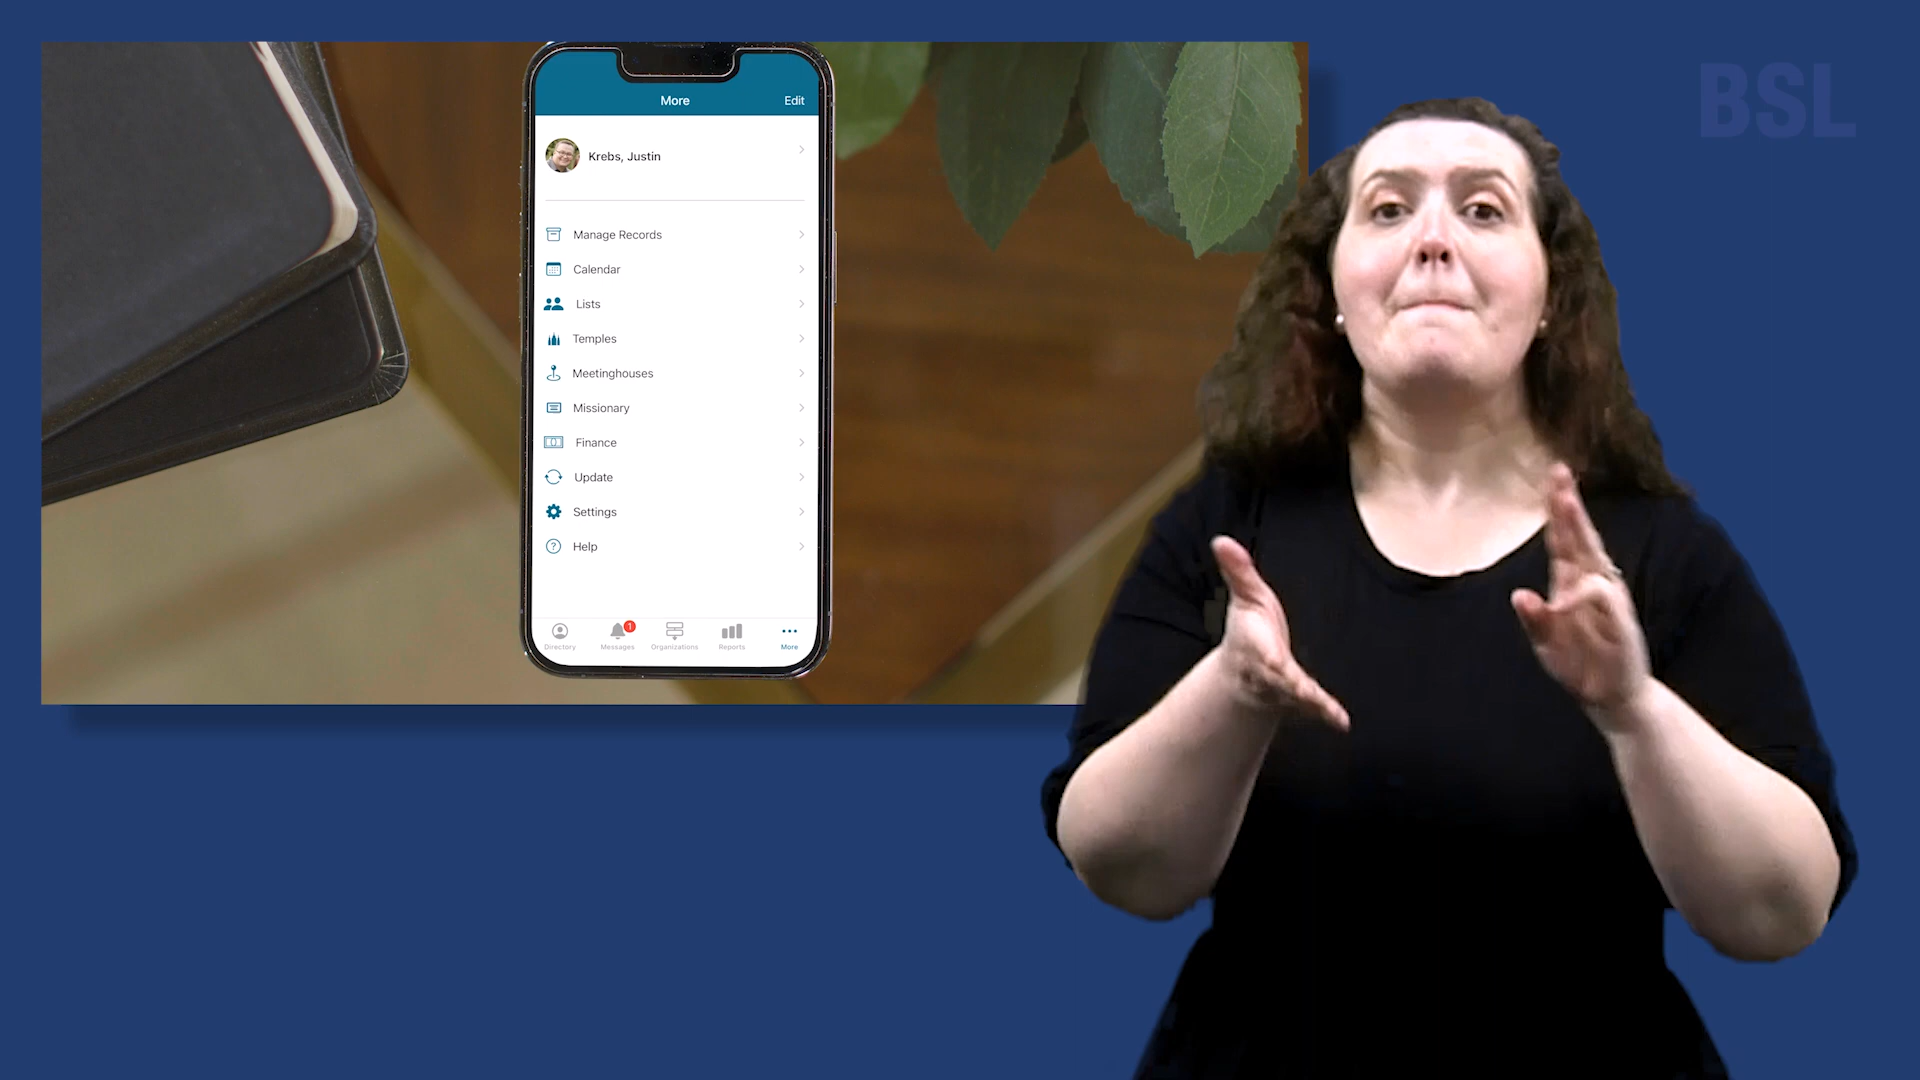 BSL
More
Edit
Krebs, Justin
Manage Records
Calendar
Lists
Temples
Meetinghouses
Missionary
Finance
Update
Settings
? Help
1
Directory
Messages
Organizations
Reports
More